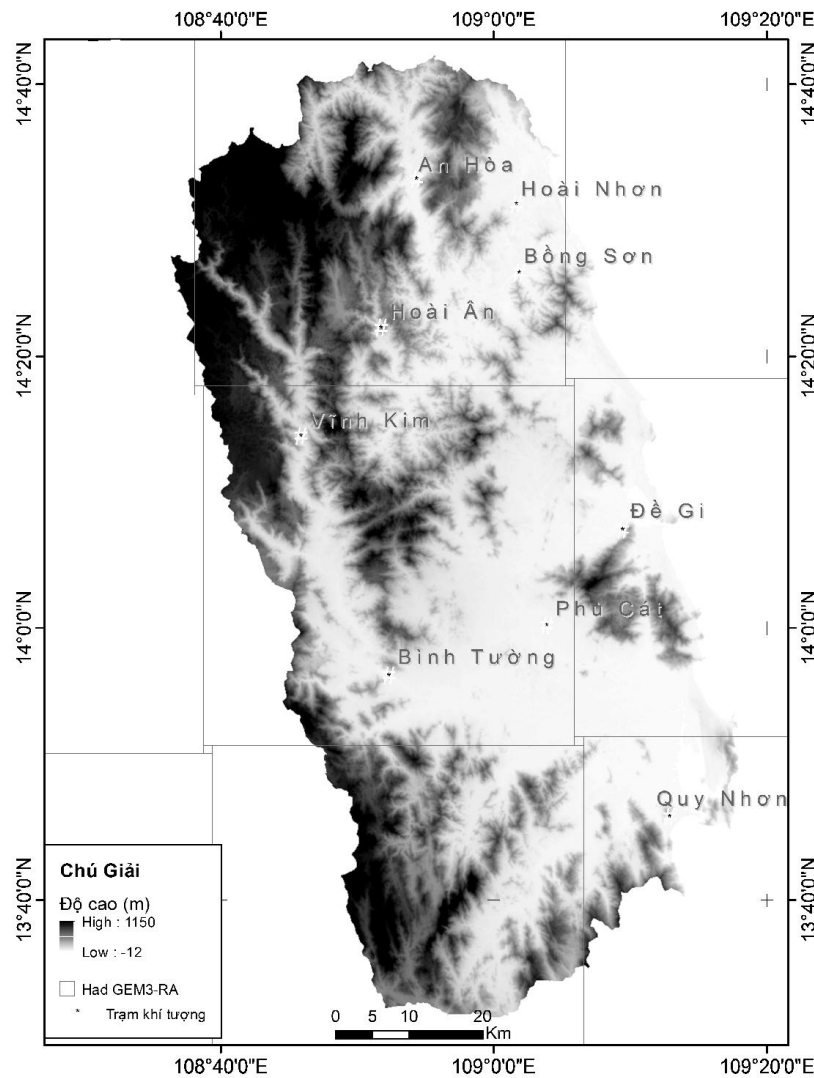 108°40'0"E 109°0'0"E 109°20'0"E
14°40'0"N 14°40'0"N
An Hòa
Hoài Nhơn
Bồng Sơn
Hoài Ân
14°20'0"N 14°20'0"N
Vĩnh Kim
Đề Gi
Phù Cát
14°0'0"N 14°0'0"N
Bình Tường
Quy Nhơn
Chú Giải
Độ cao (m)
High : 1150
Low : -12
Had GEM3-RA
* Trạm khí tượng
13°40'0"N 13°40'0"N
0 5 10 20
Km
108°40'0"E 109°0'0"E 109°20'0"E